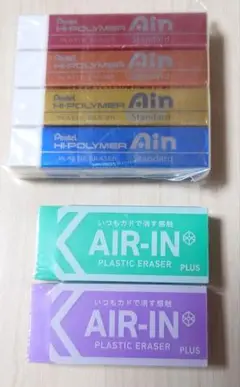 Pentel
HI-POLYMER Ain
Standard
Pentel
HI-POLYMER Ain
Standard
Pentel
HI-POLYMER Ain
Standard
Pentel
HI-POLYMER Ain
Standard
いつもカドで消す感触
AIR-IN
PLASTIC ERASER PLUS
いつもカドで消す感触
AIR-IN
PLASTIC ERASER PLUS